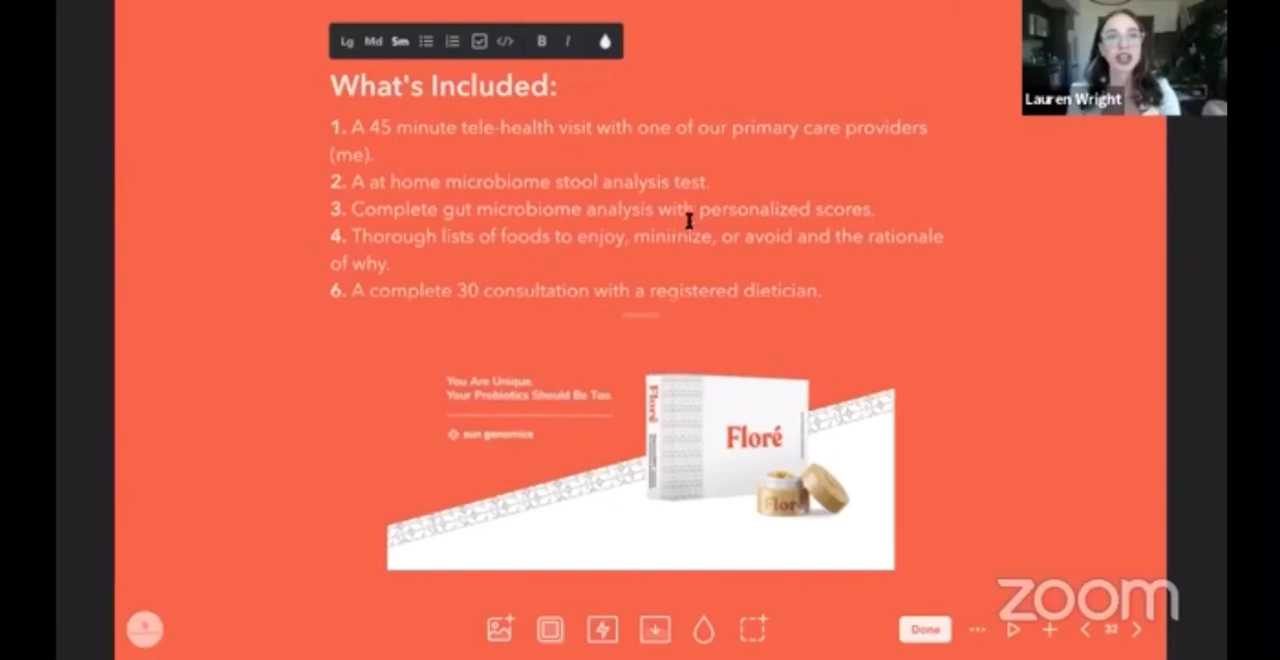 Lg Md Sm B I
What's Included:
1. A 45 minute tele-health visit with one of our primary care providers
(me).
2. A at home microbiome stool analysis test.
3. Complete gut microbiome analysis with personalized scores.
4. Thorough lists of foods to enjoy, minimize, or avoid and the rationale
of why.
6. A complete 30 consultation with a registered dietician.
Lauren Wright
You Are Unique.
Your Probiotics Should Be Too.
sun genomics
Floré
Floré
Floré
zoom
Done
32